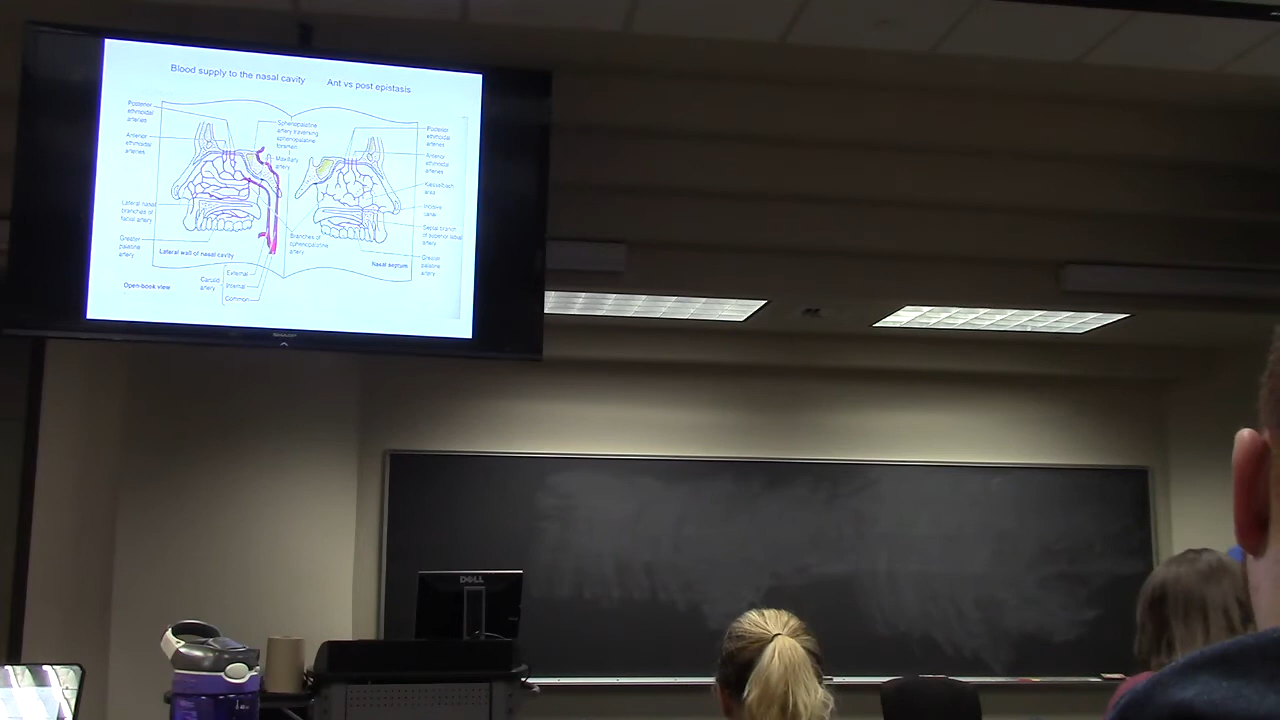 Blood supply to the nasal cavity Ant vs post epistasis
Posterior
ethmoidal
arteries
Anterior
ethmoidal
arteries
Lateral nasal
branches of
facial artery
Greater
palatine
artery
Lateral wall of nasal cavity
Open-book view
Sphenopalatine
artery traversing
sphenopalatine
foramen
Maxillary
artery
Branches of
sphenopalatine
artery
Carotid
artery
External
Internal
Common
Posterior
ethmoidal
arteries
Anterior
ethmoidal
arteries
Kiesselbach
area
Incisive
canal
Septal branch
of superior labial
artery
Greater
palatine
artery
Nasal septum
SHARP
DELL